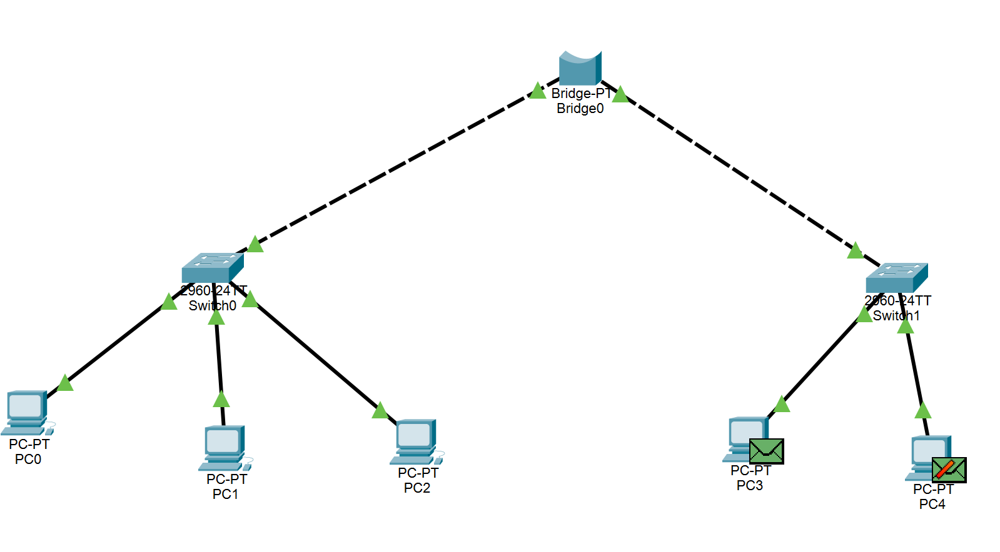 Bridge-PT
Bridge0
2960-24TT
Switch0
2960-24TT
Switch1
PC-PT
PC0
PC-PT
PC1
PC-PT
PC2
PC-PT
PC3
PC-PT
PC4